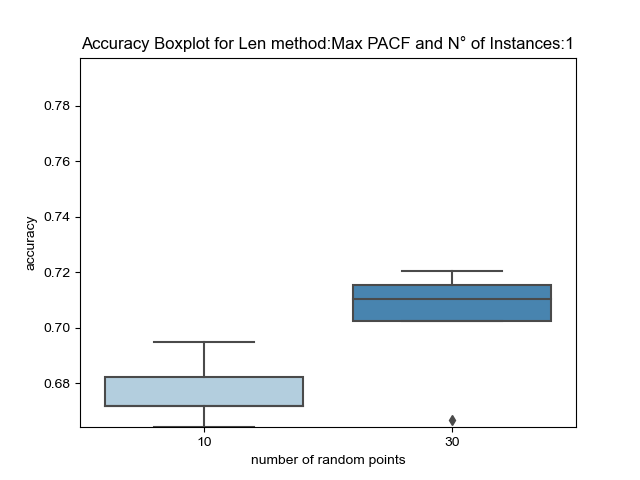 Accuracy Boxplot for Len method:Max PACF and N° of Instances:1
0.78
0.76
0.74
0.72
0.70
0.68
accuracy
10
30
number of random points